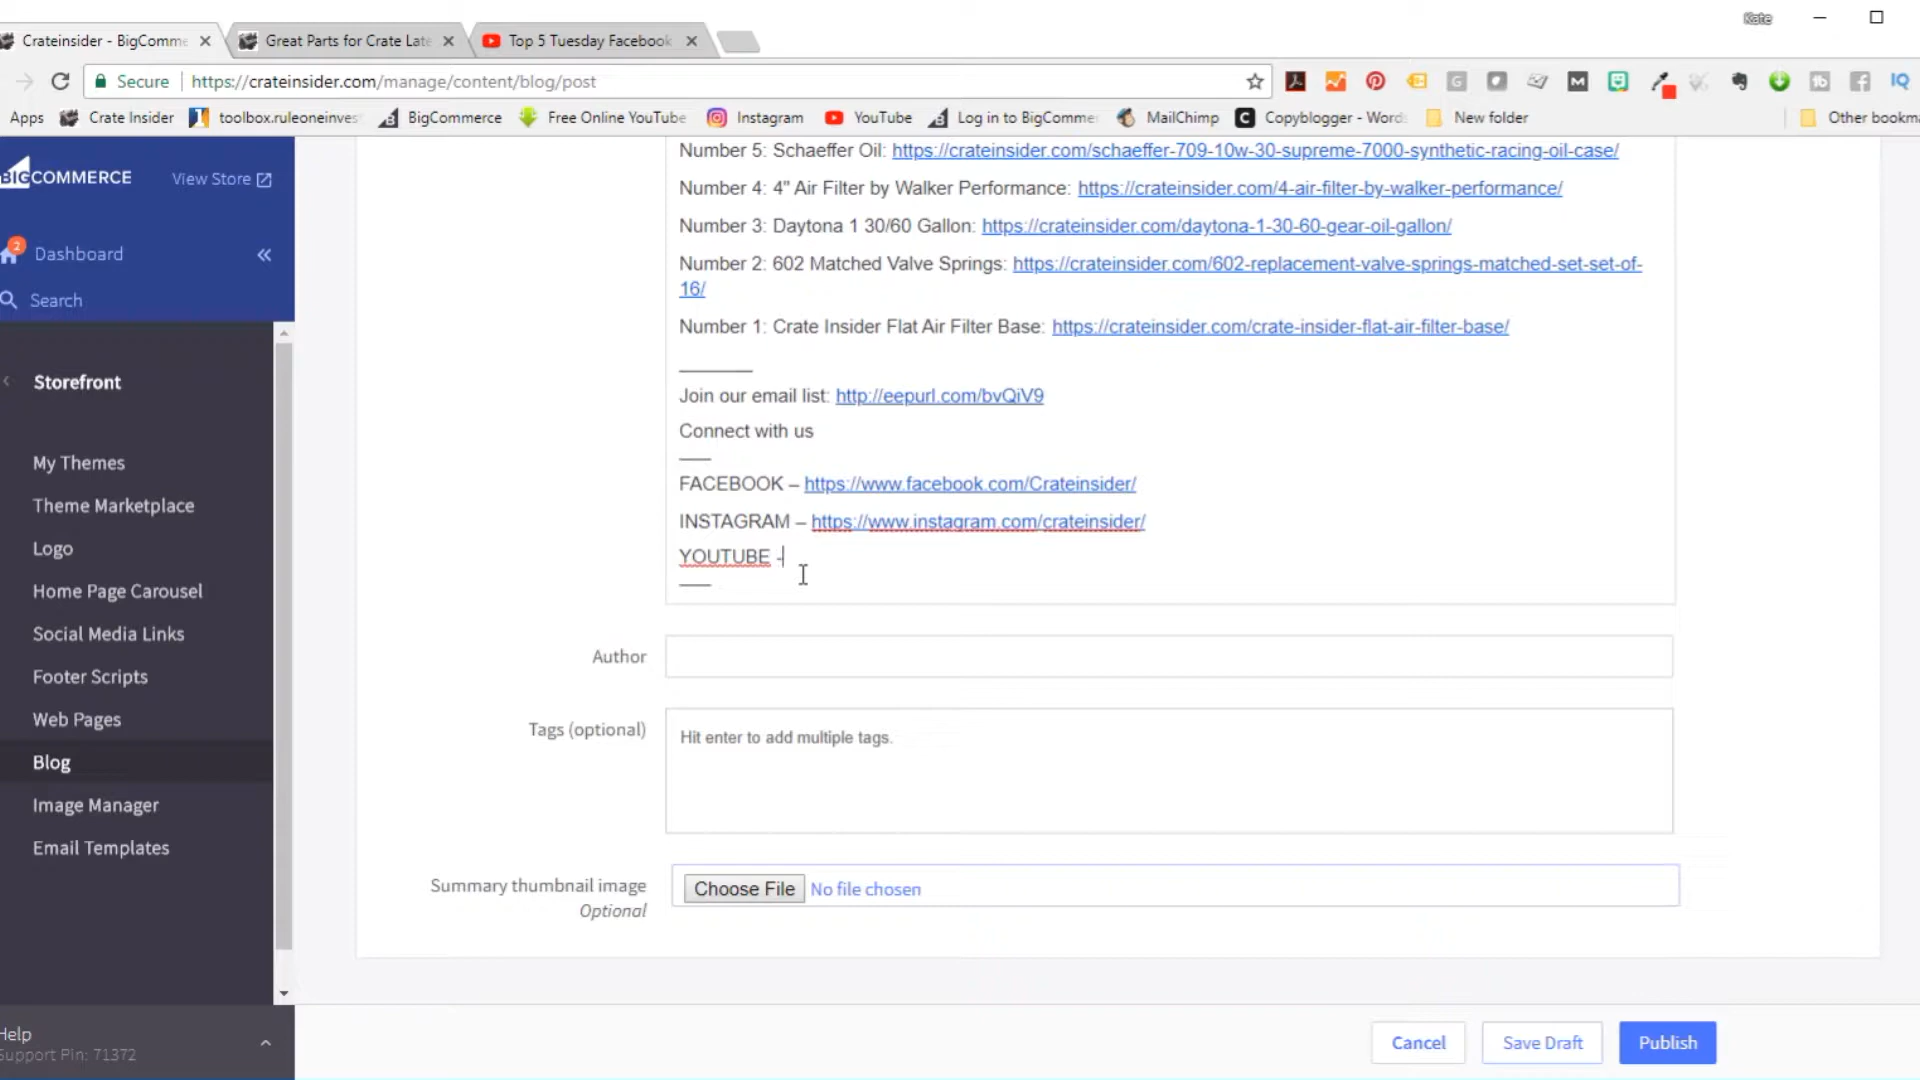 Kate
Crateinsider - BigComme
Great Parts for Crate Late
Top 5 Tuesday Facebook
Secure
https://crateinsider.com/manage/content/blog/post
Apps
Crate Insider
toolbox.ruleoneinves
BigCommerce
Free Online YouTube
Instagram
YouTube
Log in to BigComme
MailChimp
Copyblogger - Words
New folder
Other bookma
BIGCOMMERCE
View Store
2
Dashboard
Search
Storefront
My Themes
Theme Marketplace
Logo
Home Page Carousel
Social Media Links
Footer Scripts
Web Pages
Blog
Image Manager
Email Templates
Help
Support Pin: 71372
Number 5: Schaeffer Oil: https://crateinsider.com/schaeffer-709-10w-30-supreme-7000-synthetic-racing-oil-case/
Number 4: 4" Air Filter by Walker Performance: https://crateinsider.com/4-air-filter-by-walker-performance/
Number 3: Daytona 1 30/60 Gallon: https://crateinsider.com/daytona-1-30-60-gear-oil-gallon/
Number 2: 602 Matched Valve Springs: https://crateinsider.com/602-replacement-valve-springs-matched-set-set-of-
16/
Number 1: Crate Insider Flat Air Filter Base: https://crateinsider.com/crate-insider-flat-air-filter-base/
Join our email list: http://eepurl.com/bvQiV9
Connect with us
FACEBOOK – https://www.facebook.com/Crateinsider/
INSTAGRAM – https://www.instagram.com/crateinsider/
YOUTUBE -
Author
Tags (optional)
Hit enter to add multiple tags.
Summary thumbnail image
Optional
Choose File
No file chosen
Cancel
Save Draft
Publish